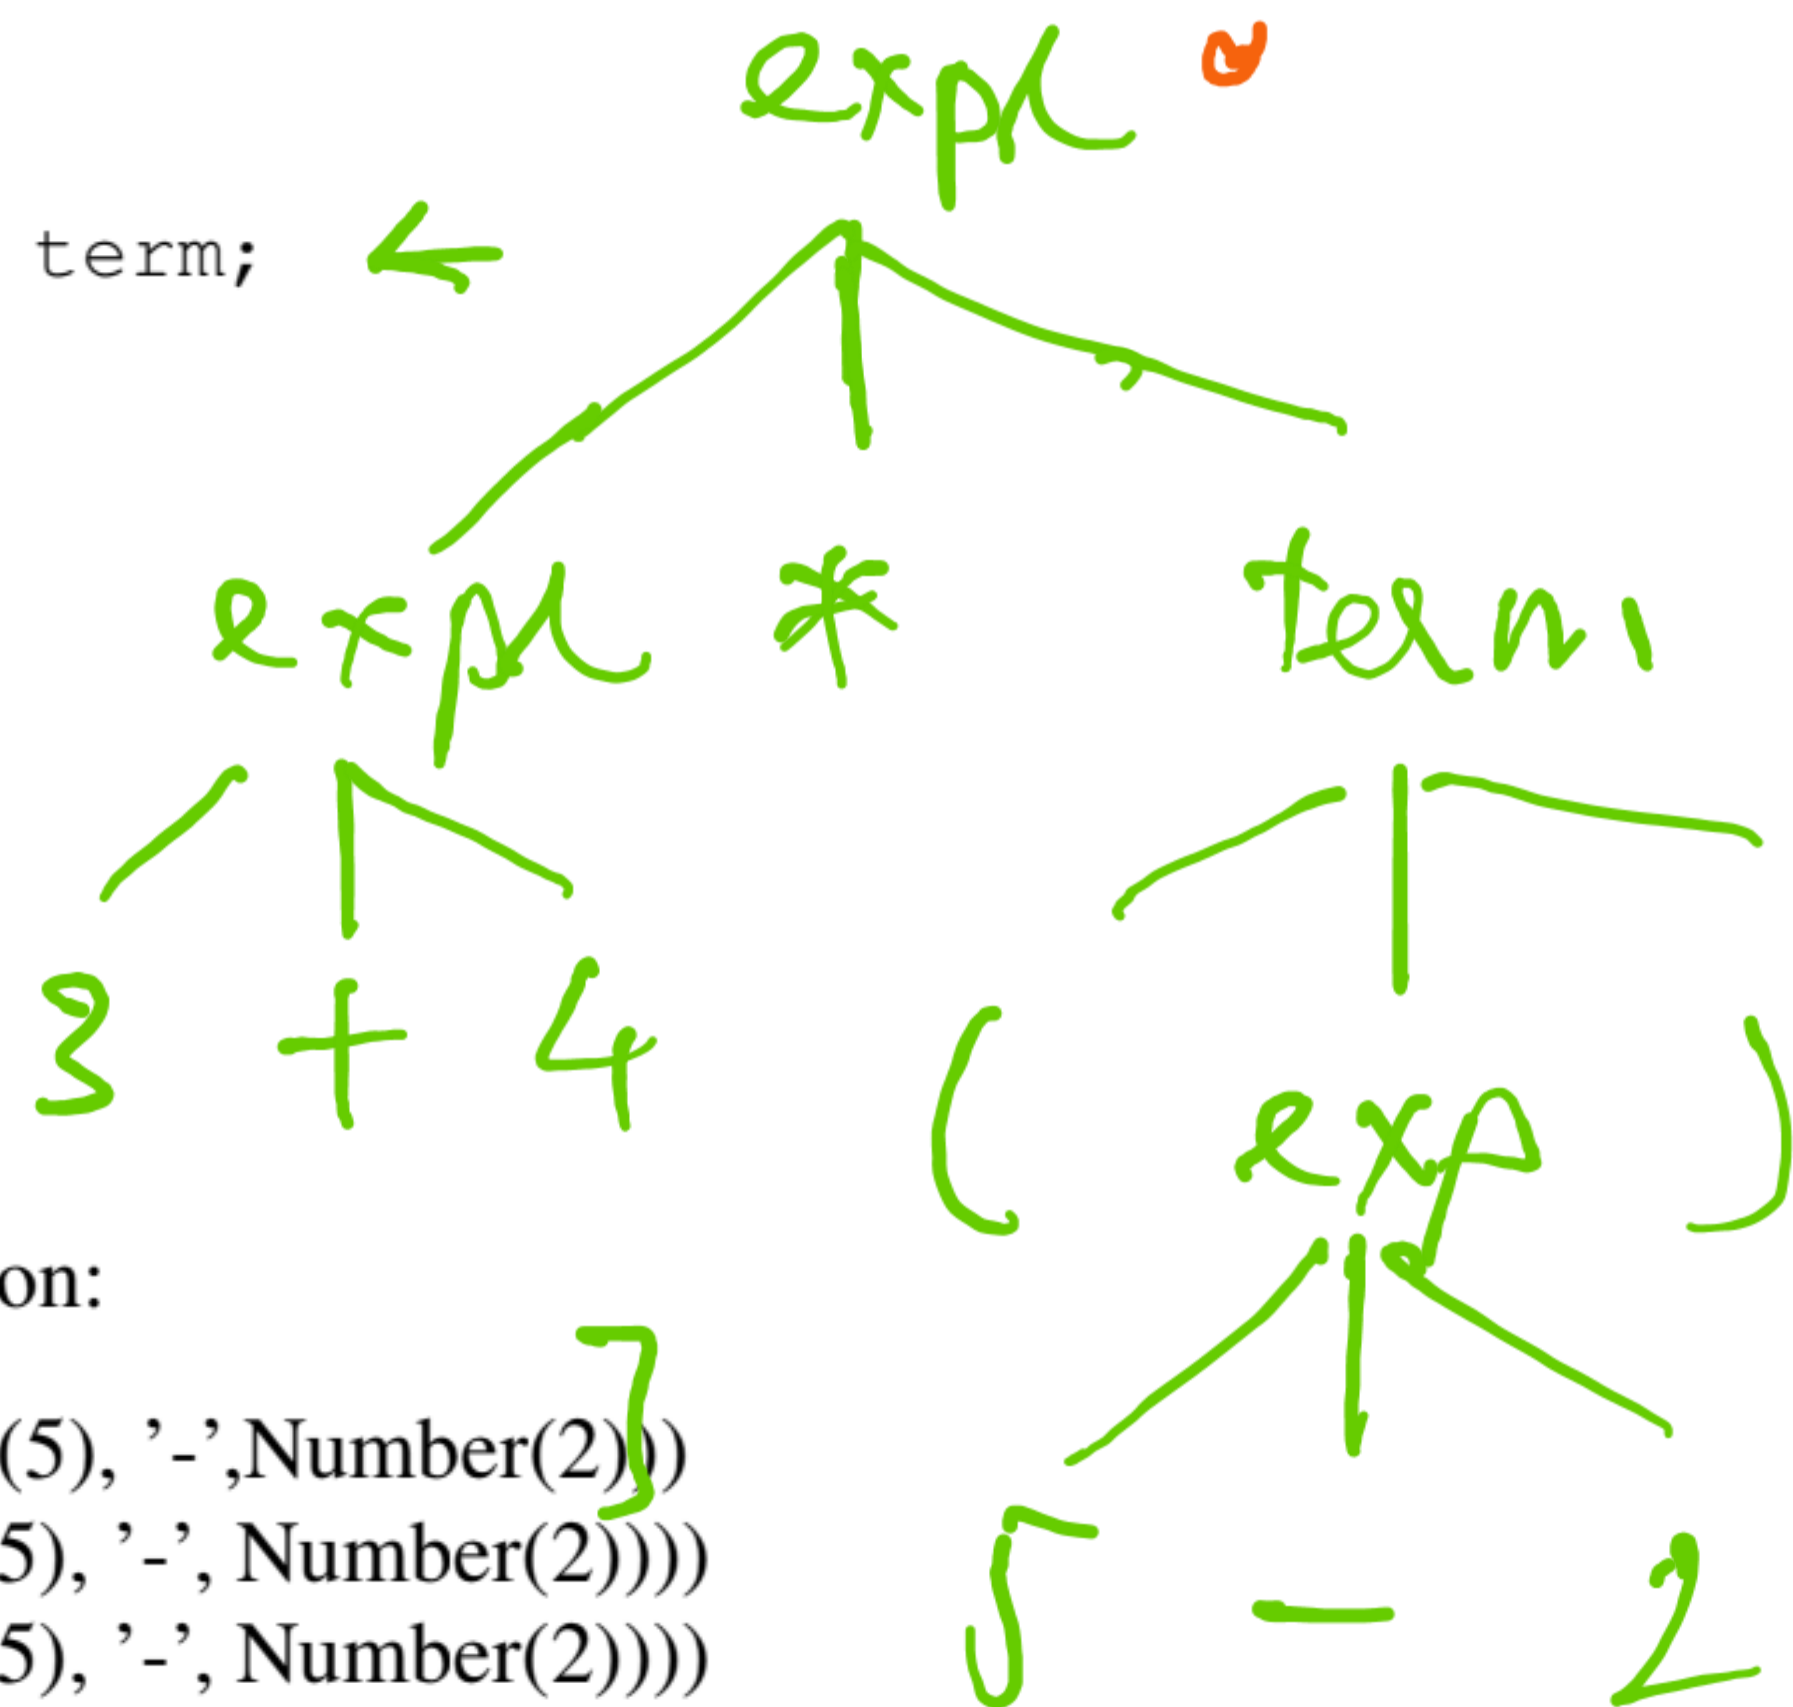 expr
term;
expr * term
3 + 4
( exp )
on:
(5), ’-’,Number(2)))
5), ’-’, Number(2))))
5 - 2
5), ’-’, Number(2))))